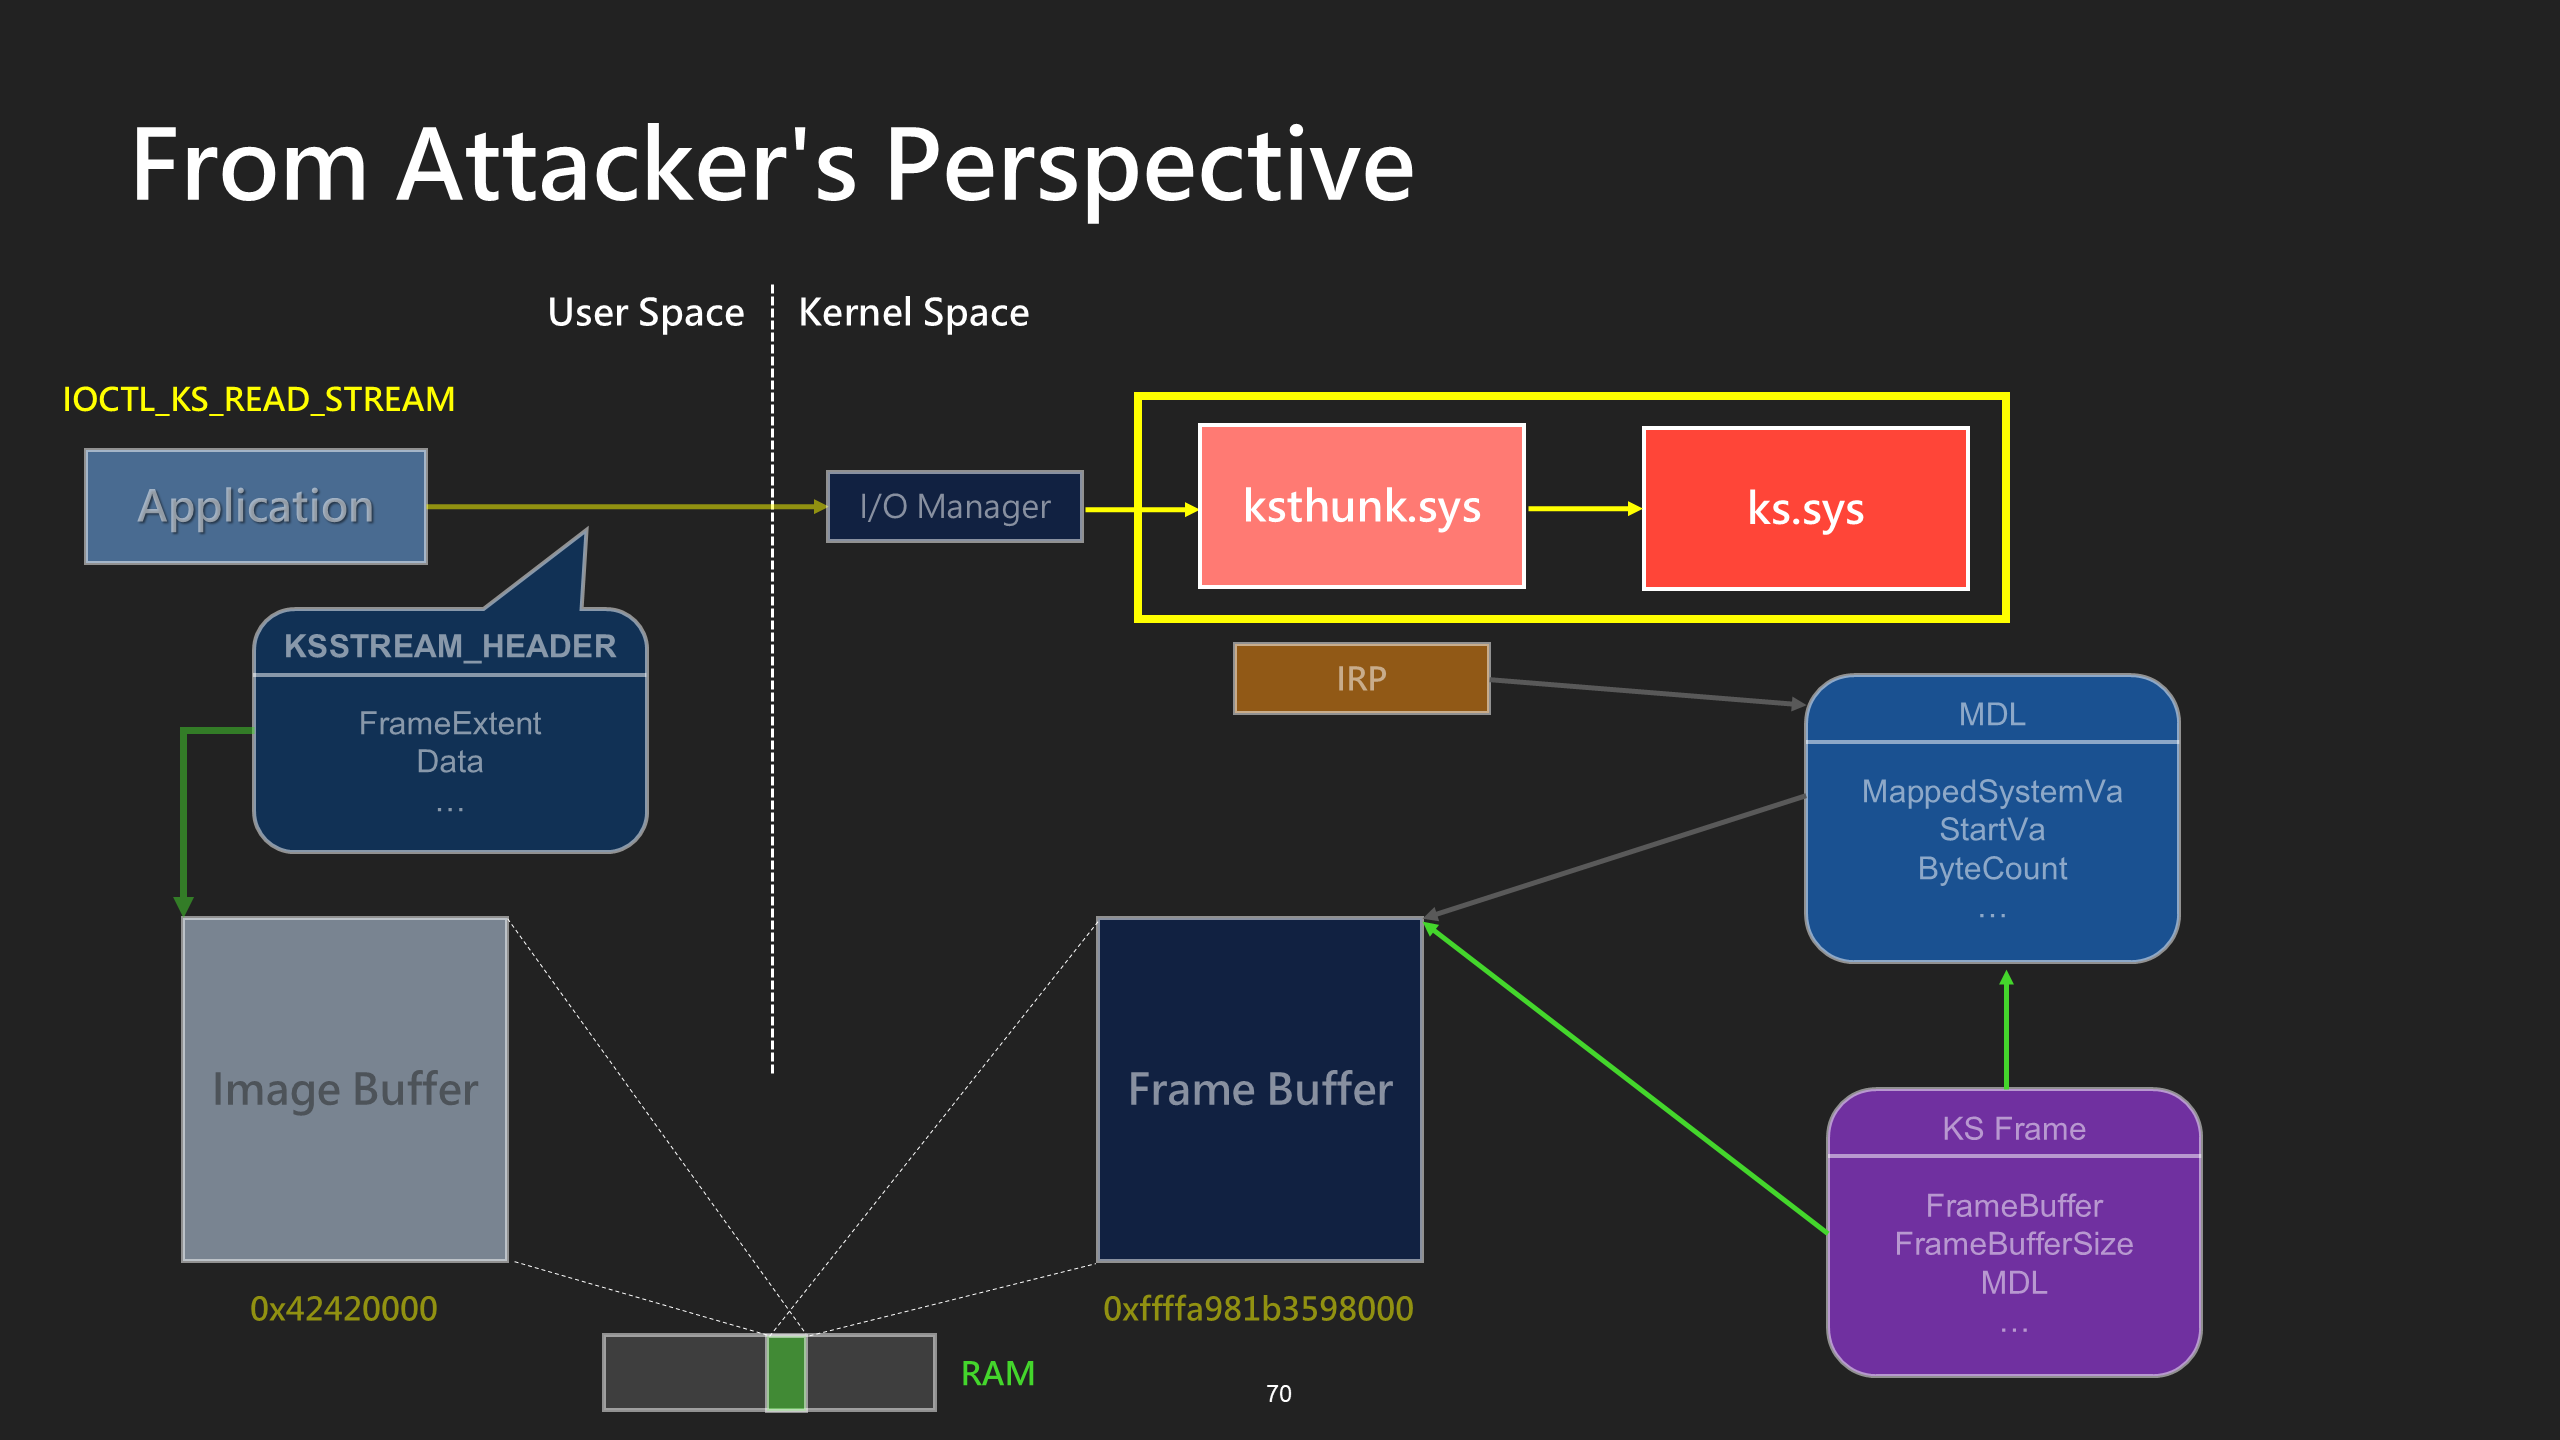 From Attacker's Perspective
User Space
Kernel Space
IOCTL_KS_READ_STREAM
Application
I/O Manager
ksthunk.sys
ks.sys
KSSTREAM_HEADER
FrameExtent
Data
...
IRP
MDL
MappedSystemVa
StartVa
ByteCount
...
Image Buffer
Frame Buffer
KS Frame
FrameBuffer
FrameBufferSize
MDL
...
0x42420000
0xffffa981b3598000
RAM
70